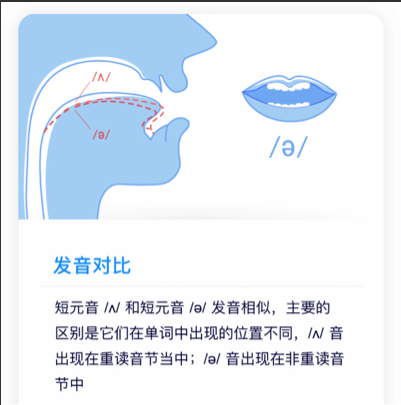 /ʌ/
/ə/
/ə/
发音对比
短元音 /ʌ/ 和短元音 /ə/ 发音相似，主要的
区别是它们在单词中出现的位置不同，/ʌ/ 音
出现在重读音节当中；/ə/ 音出现在非重读音
节中